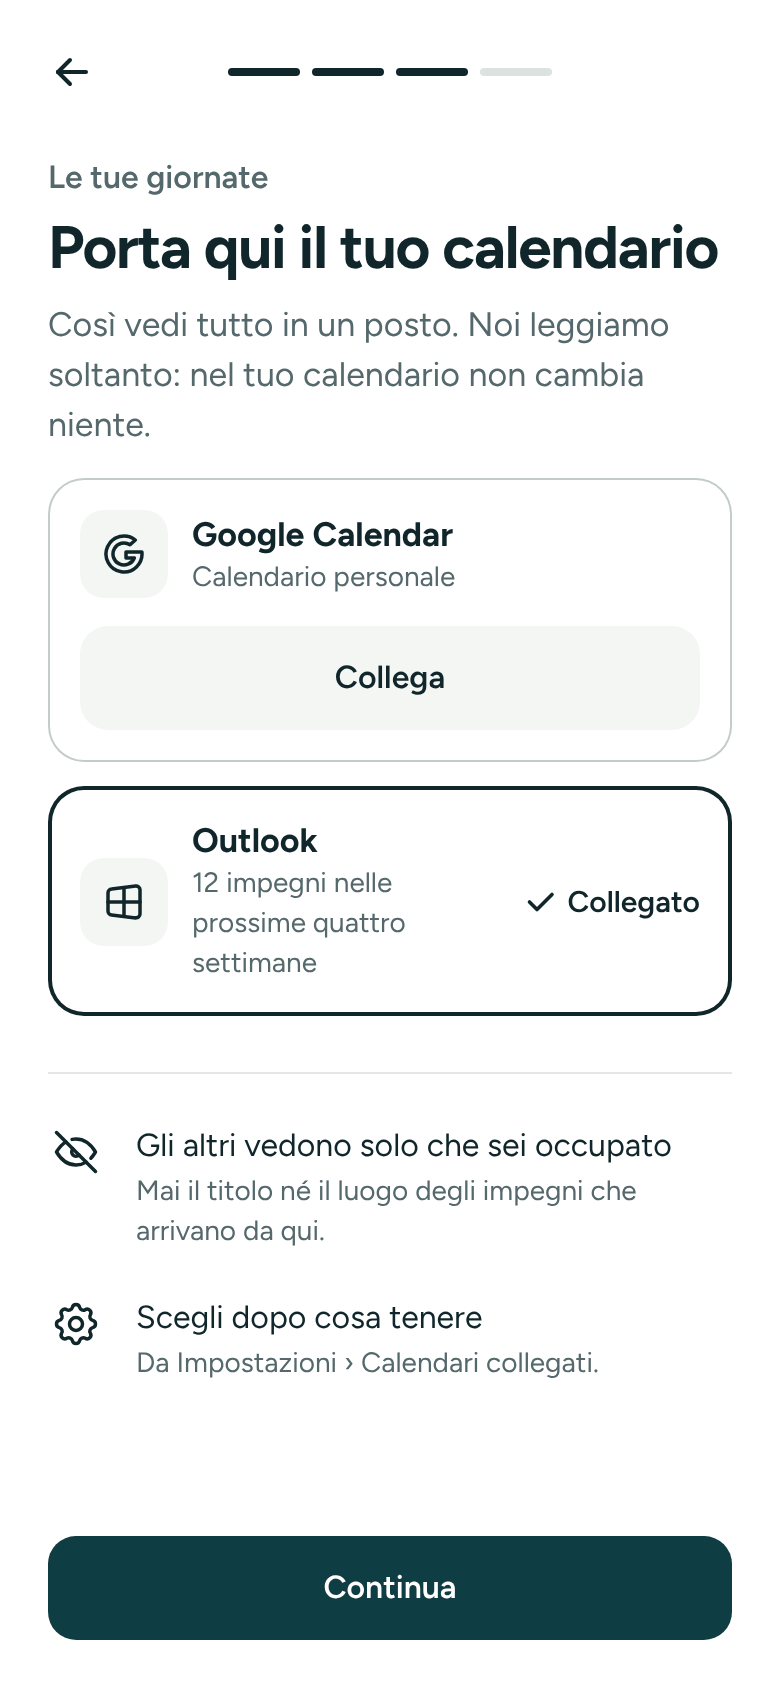 Le tue giornate
Porta qui il tuo calendario
Così vedi tutto in un posto. Noi leggiamo
soltanto: nel tuo calendario non cambia
niente.
Google Calendar
Calendario personale
Collega
Outlook
12 impegni nelle
prossime quattro
settimane
Collegato
Gli altri vedono solo che sei occupato
Mai il titolo né il luogo degli impegni che
arrivano da qui.
Scegli dopo cosa tenere
Da Impostazioni › Calendari collegati.
Continua